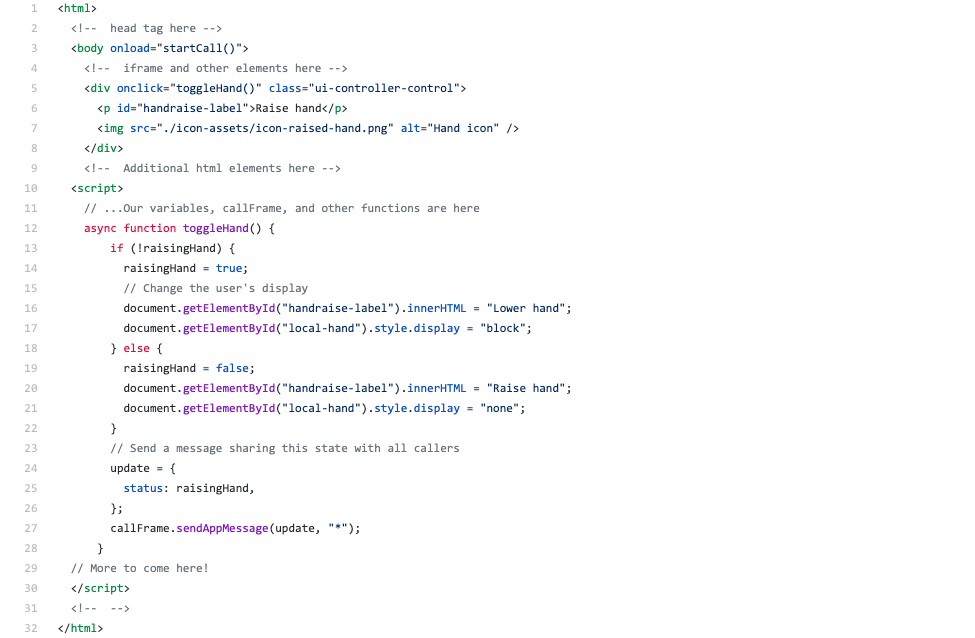 1 <html>
2 <!--  head tag here -->
3 <body onload="startCall()">
4 <!--  iframe and other elements here -->
5 <div onclick="toggleHand()" class="ui-controller-control">
6 <p id="handraise-label">Raise hand</p>
7 <img src="./icon-assets/icon-raised-hand.png" alt="Hand icon" />
8 </div>
9 <!--  Additional html elements here -->
10 <script>
11 // ...Our variables, callFrame, and other functions are here
12 async function toggleHand() {
13 if (!raisingHand) {
14 raisingHand = true;
15 // Change the user's display
16 document.getElementById("handraise-label").innerHTML = "Lower hand";
17 document.getElementById("local-hand").style.display = "block";
18 } else {
19 raisingHand = false;
20 document.getElementById("handraise-label").innerHTML = "Raise hand";
21 document.getElementById("local-hand").style.display = "none";
22 }
23 // Send a message sharing this state with all callers
24 update = {
25 status: raisingHand,
26 };
27 callFrame.sendAppMessage(update, "*");
28 }
29 // More to come here!
30 </script>
31 <!--  -->
32 </html>